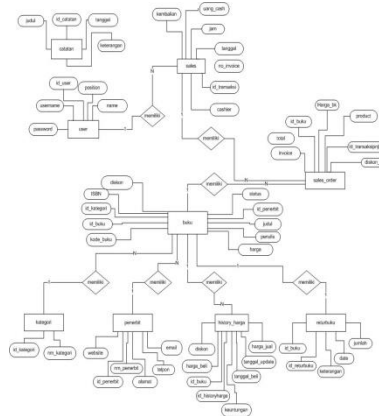 judul
id_catatan
tanggal
catatan
keterangan
kembalian
uang_cash
jam
tanggal
no_invoice
id_transaksi
cashier
sales
id_user
position
username
name
password
user
memiliki
N
memiliki
id_buku
Harga_bk
product
total
id_transaksijnjl
invoice
diskon
sales_order
memiliki
diskon
ISBN
id_kategori
id_buku
kode_buku
buku
status
id_penerbit
judul
penulis
harga
memiliki
memiliki
memiliki
memiliki
kategori
id_kategori
nm_kategori
penerbit
website
nm_penerbit
id_penerbit
alamat
telpon
email
history_harga
diskon
harga_beli
id_buku
id_historyharga
keuntungan
tanggal_beli
tanggal_update
harga_jual
returbuku
id_buku
id_returbuku
keterangan
date
jumlah